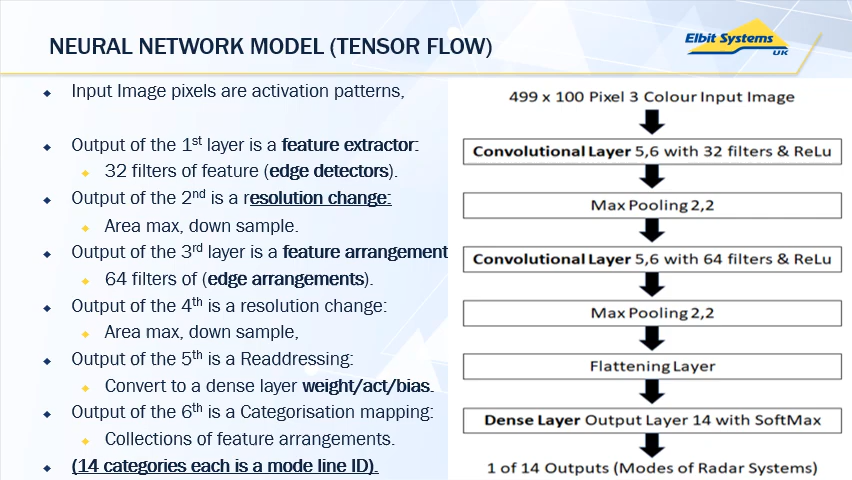 NEURAL NETWORK MODEL (TENSOR FLOW)
Elbit Systems
UK
Input Image pixels are activation patterns,
Output of the 1st layer is a feature extractor:
32 filters of feature (edge detectors).
Output of the 2nd is a resolution change:
Area max, down sample.
Output of the 3rd layer is a feature arrangement
64 filters of (edge arrangements).
Output of the 4th is a resolution change:
Area max, down sample,
Output of the 5th is a Readdressing:
Convert to a dense layer weight/act/bias.
Output of the 6th is a Categorisation mapping:
Collections of feature arrangements.
(14 categories each is a mode line ID).
499 x 100 Pixel 3 Colour Input Image
Convolutional Layer 5,6 with 32 filters & ReLu
Max Pooling 2,2
Convolutional Layer 5,6 with 64 filters & ReLu
Max Pooling 2,2
Flattening Layer
Dense Layer Output Layer 14 with SoftMax
1 of 14 Outputs (Modes of Radar Systems)